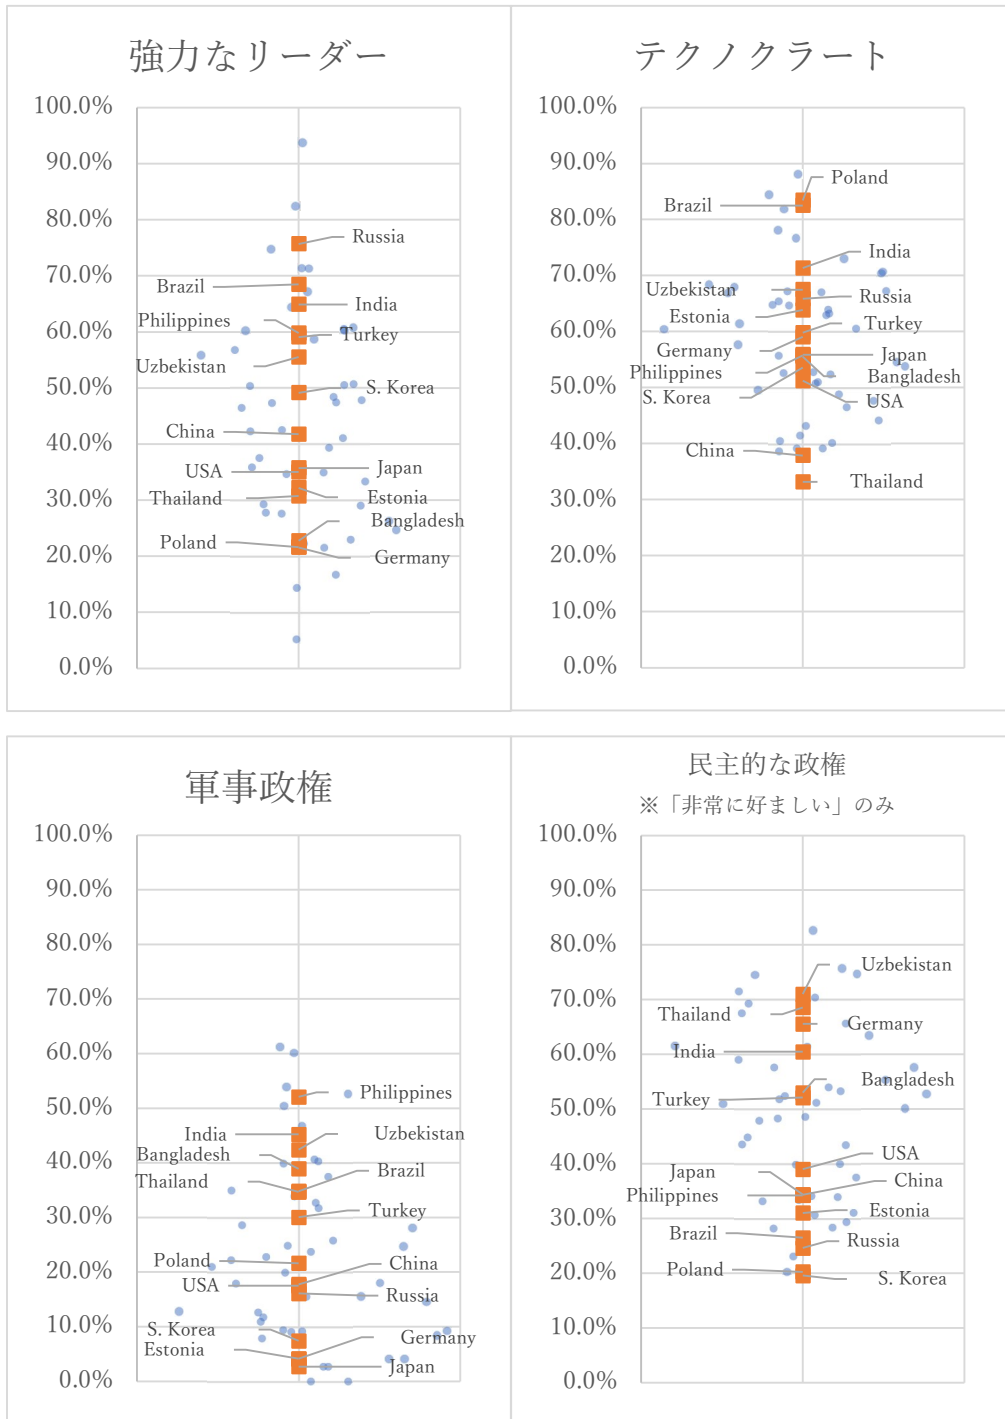 強力なリーダー
100.0%
90.0%
80.0%
70.0%
60.0%
50.0%
40.0%
30.0%
20.0%
10.0%
0.0%
Russia
Brazil
India
Philippines
Turkey
Uzbekistan
S. Korea
China
USA
Japan
Thailand
Estonia
Bangladesh
Poland
Germany
テクノクラート
100.0%
90.0%
80.0%
70.0%
60.0%
50.0%
40.0%
30.0%
20.0%
10.0%
0.0%
Poland
Brazil
India
Uzbekistan
Russia
Estonia
Turkey
Germany
Japan
Philippines
Bangladesh
S. Korea
USA
China
Thailand
軍事政権
100.0%
90.0%
80.0%
70.0%
60.0%
50.0%
40.0%
30.0%
20.0%
10.0%
0.0%
Philippines
India
Uzbekistan
Bangladesh
Brazil
Thailand
Turkey
Poland
China
USA
Russia
S. Korea
Germany
Estonia
Japan
民主的な政権
※「非常に好ましい」のみ
100.0%
90.0%
80.0%
70.0%
60.0%
50.0%
40.0%
30.0%
20.0%
10.0%
0.0%
Uzbekistan
Thailand
Germany
India
Bangladesh
Turkey
USA
Japan
China
Philippines
Estonia
Brazil
Russia
Poland
S. Korea